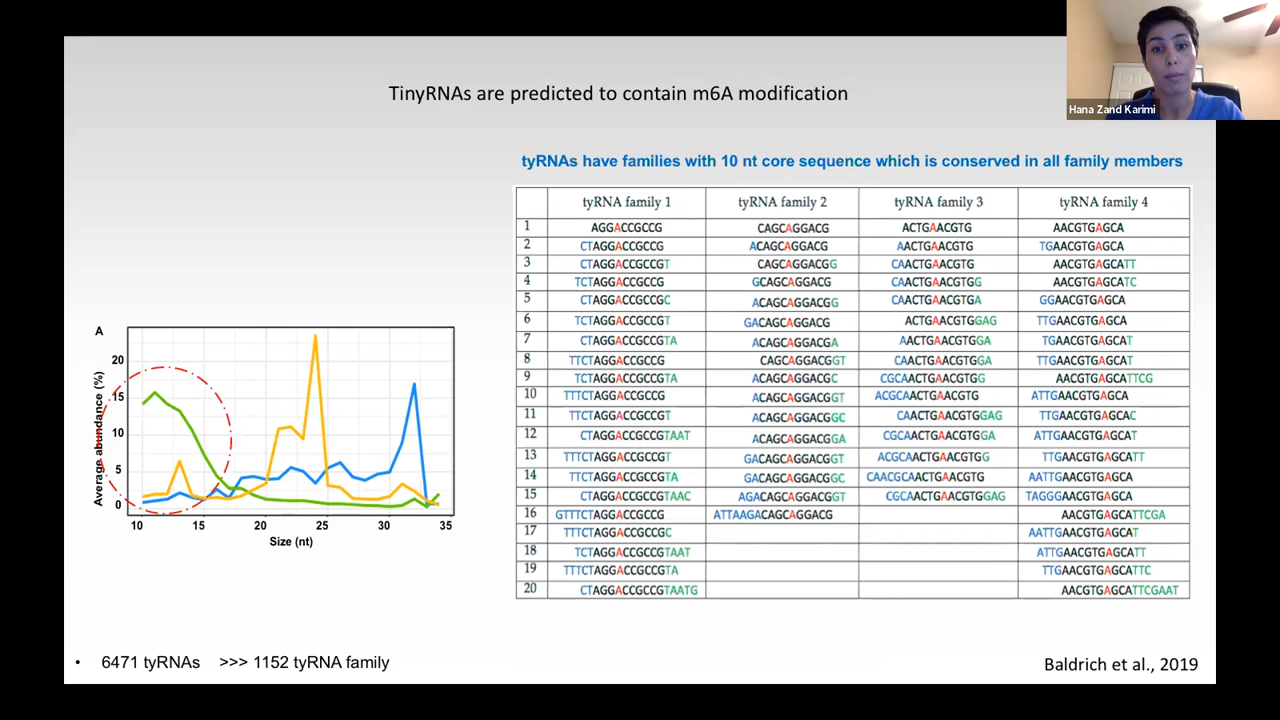 Hana Zand Karimi
TinyRNAs are predicted to contain m6A modification
tyRNAs have families with 10 nt core sequence which is conserved in all family members
tyRNA family 1 tyRNA family 2 tyRNA family 3 tyRNA family 4
1 AGGACCGCCG CAGCAGGACG ACTGAACGTG AACGTGAGCA
2 CTAGGACCGCCG ACAGCAGGACG AACTGAACGTG TGAACGTGAGCA
3 CTAGGACCGCCGT CAGCAGGACGG CAACTGAACGTG AACGTGAGCATT
4 TCTAGGACCGCCG GCAGCAGGACG CAACTGAACGTGG AACGTGAGCATC
5 CTAGGACCGCCGC ACAGCAGGACGG CAACTGAACGTGA GGAACGTGAGCA
6 TCTAGGACCGCCGT GACAGCAGGACG ACTGAACGTGGAG TTGAACGTGAGCA
7 CTAGGACCGCCGTA ACAGCAGGACGA AACTGAACGTGGA TGAACGTGAGCAT
8 TTCTAGGACCGCCG CAGCAGGACGGT CAACTGAACGTGGA TTGAACGTGAGCAT
9 TCTAGGACCGCCGTA ACAGCAGGACGC CGCAACTGAACGTGG AACGTGAGCATTCG
10 TTTCTAGGACCGCCG ACAGCAGGACGGT ACGCAACTGAACGTG ATTGAACGTGAGCA
11 TTCTAGGACCGCCGT ACAGCAGGACGGC CAACTGAACGTGGAG TTGAACGTGAGCAC
12 CTAGGACCGCCGTAAT ACAGCAGGACGGA CGCAACTGAACGTGGA ATTGAACGTGAGCAT
13 TTTCTAGGACCGCCGT GACAGCAGGACGGT ACGCAACTGAACGTGG TTGAACGTGAGCATT
14 TTCTAGGACCGCCGTA GACAGCAGGACGGC CAACGCAACTGAACGTG AATTGAACGTGAGCA
15 CTAGGACCGCCGTAAC AGACAGCAGGACGGT CGCAACTGAACGTGGAG TAGGGAACGTGAGCA
16 GTTTCTAGGACCGCCG ATTAAGACAGCAGGACG AACGTGAGCATTCGA
17 TTTCTAGGACCGCCGC AATTGAACGTGAGCAT
18 TCTAGGACCGCCGTAAT ATTGAACGTGAGCATT
19 TTTCTAGGACCGCCGTA TTGAACGTGAGCATTC
20 CTAGGACCGCCGTAATG AACGTGAGCATTCGAAT
A
Average abundance (%)
20
15
10
5
0
10 15 20 25 30 35
Size (nt)
• 6471 tyRNAs >>> 1152 tyRNA family
Baldrich et al., 2019